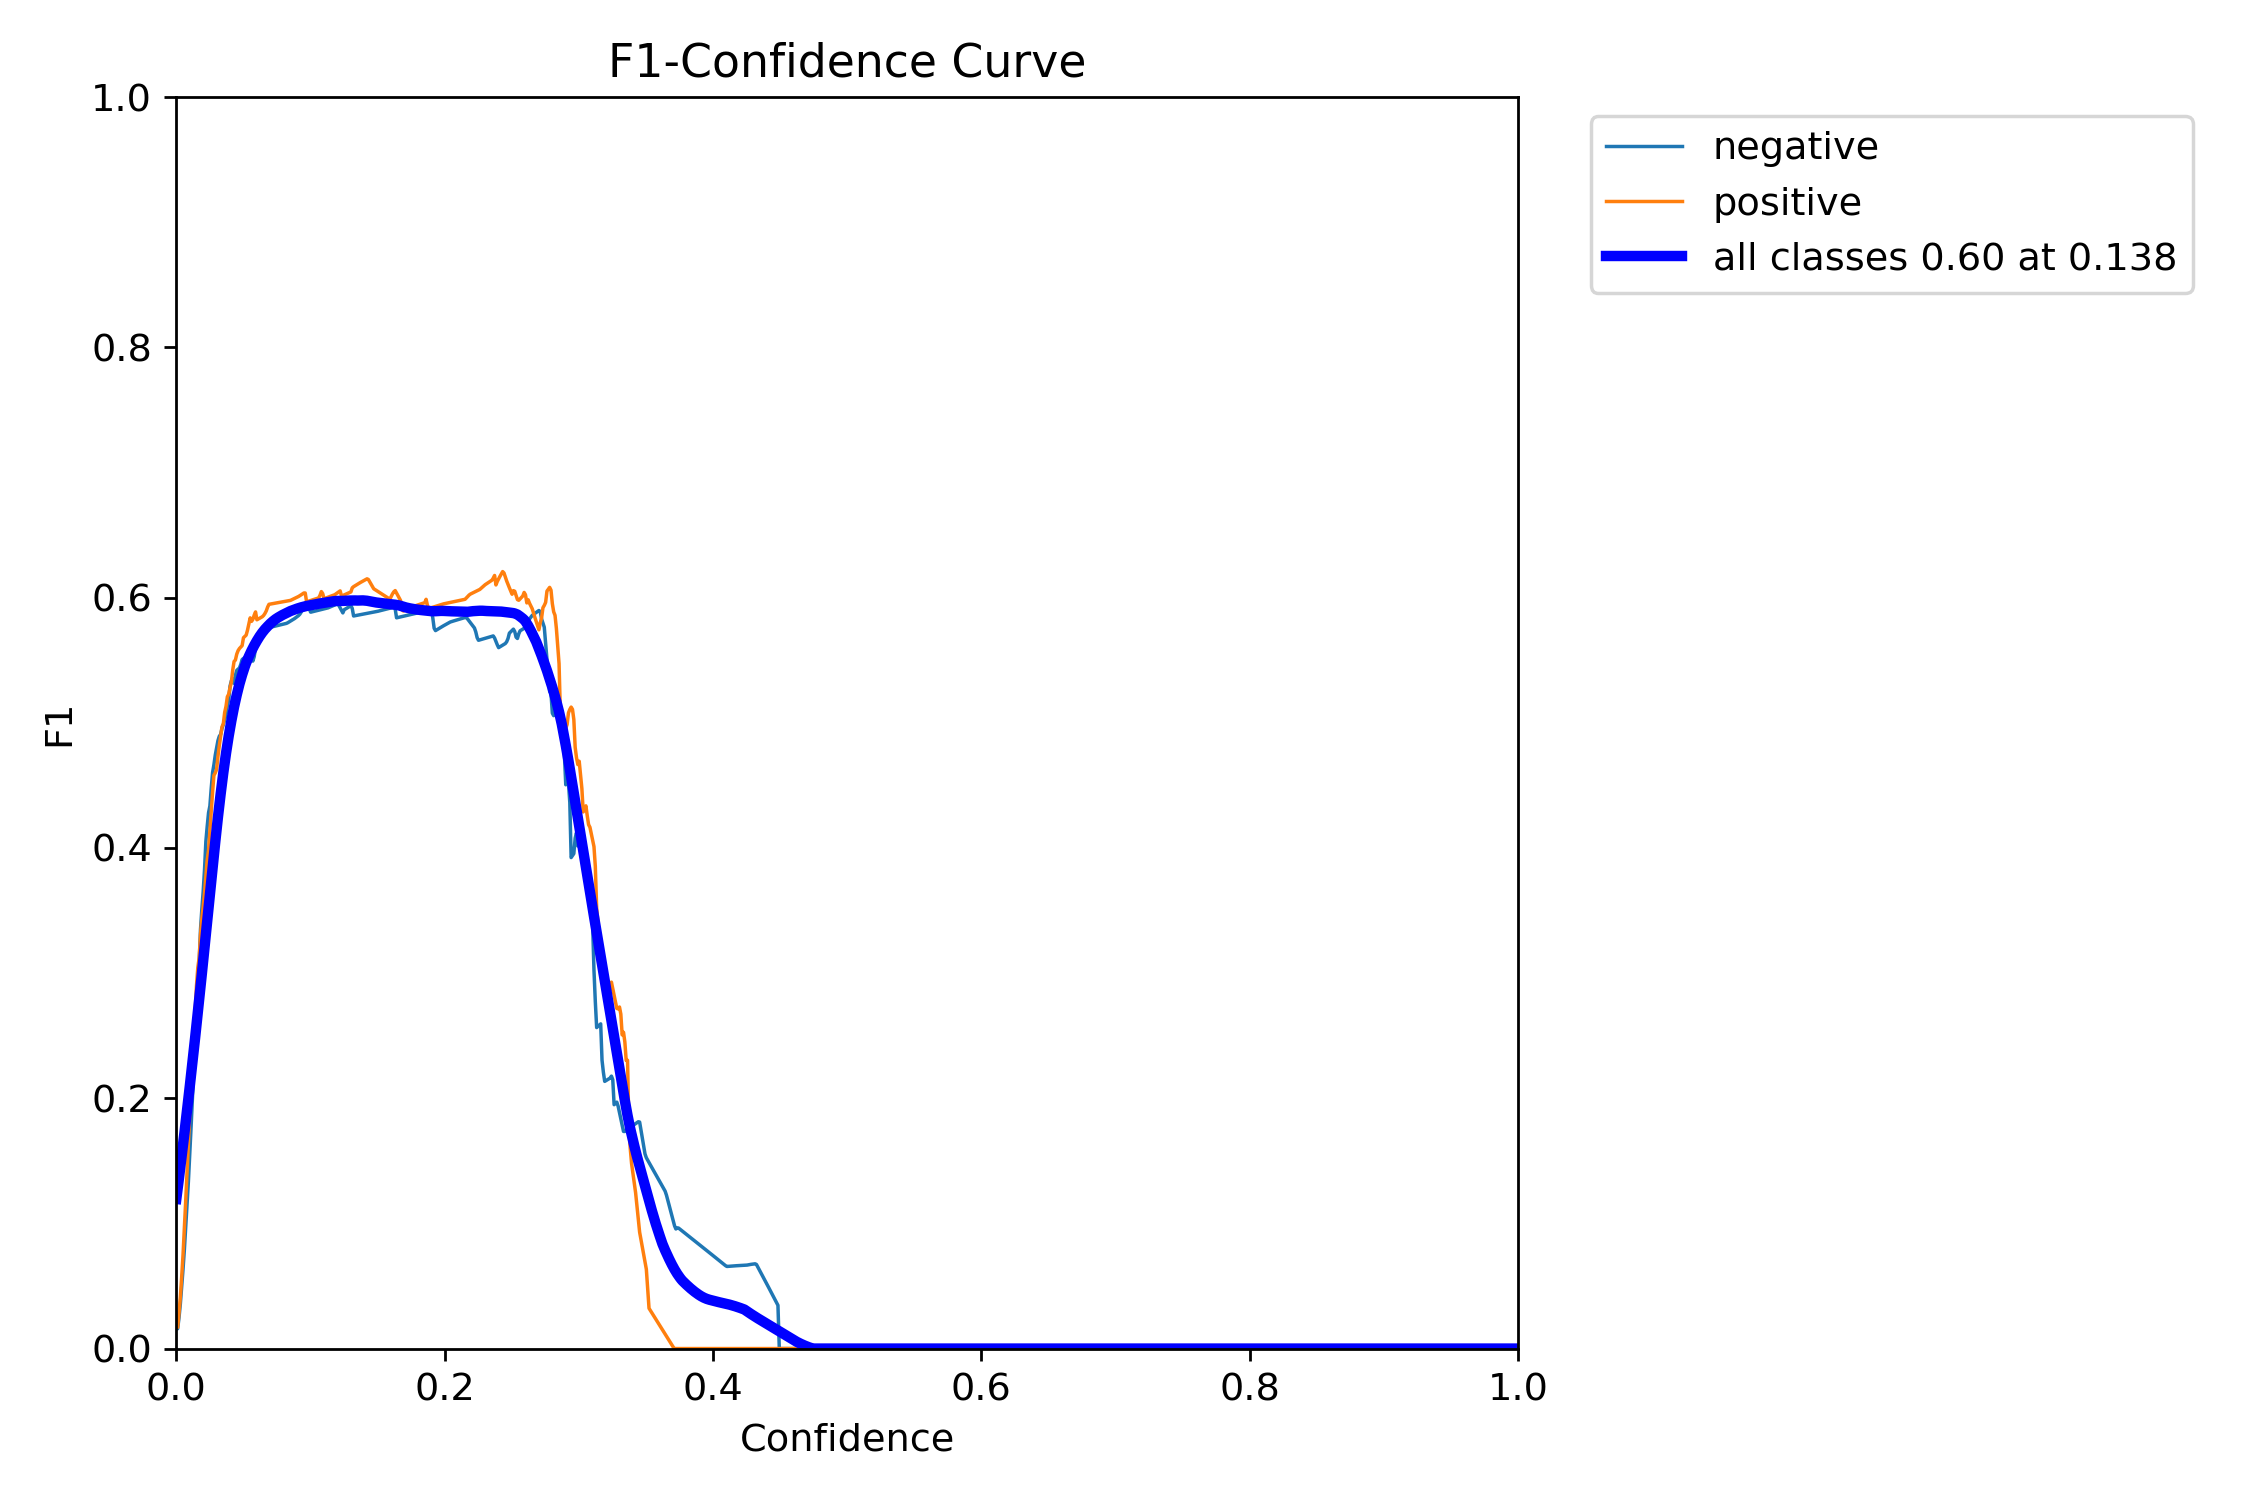 F1-Confidence Curve
1.0
0.8
0.6
0.4
0.2
0.0
F1
0.0 0.2 0.4 0.6 0.8 1.0
Confidence
negative
positive
all classes 0.60 at 0.138